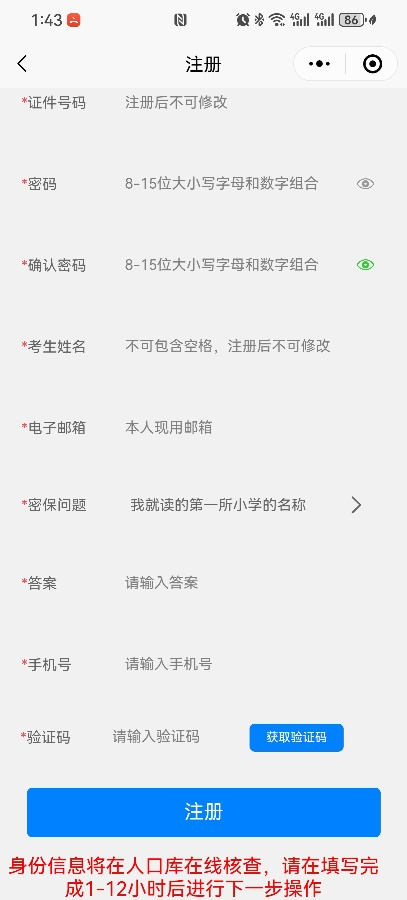 1:43
4G 4G 86
注册
*证件号码 注册后不可修改
*密码 8-15位大小写字母和数字组合
*确认密码 8-15位大小写字母和数字组合
*考生姓名 不可包含空格，注册后不可修改
*电子邮箱 本人现用邮箱
*密保问题 我就读的第一所小学的名称
*答案 请输入答案
*手机号 请输入手机号
*验证码 请输入验证码 获取验证码
注册
身份信息将在人口库在线核查，请在填写完
成1-12小时后进行下一步操作